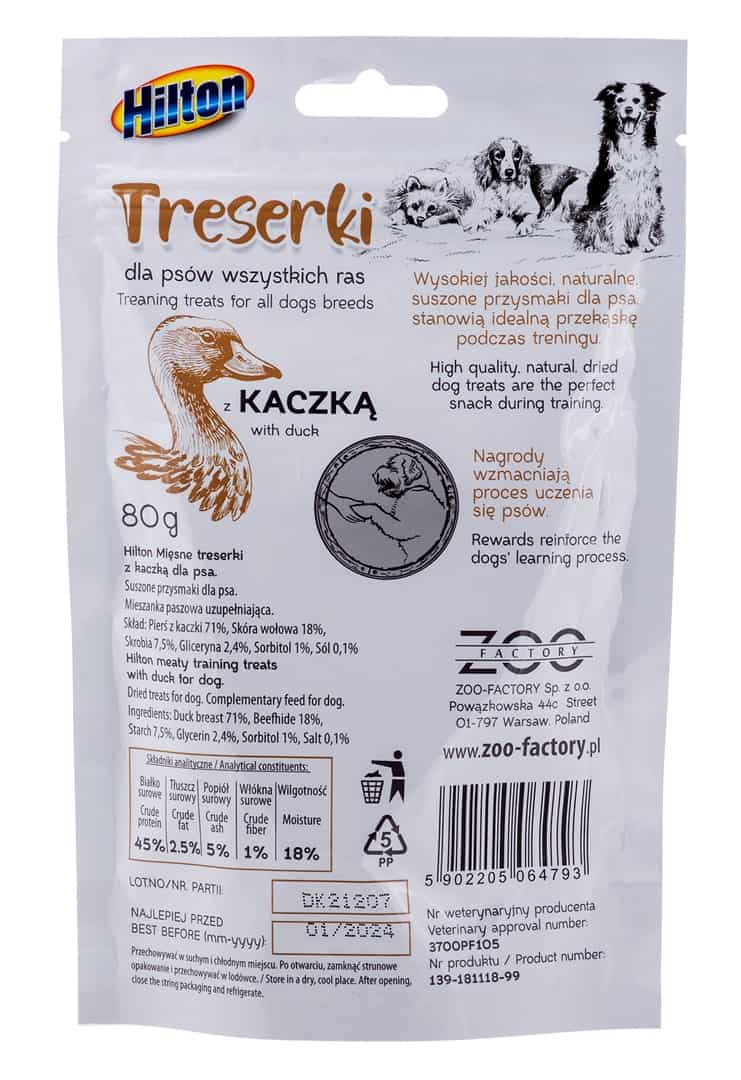 Hilton
Treserki
dla psów wszystkich ras
Treaning treats for all dogs breeds
Wysokiej jakości, naturalne,
suszone przysmaki dla psa,
stanowią idealną przekąskę
podczas treningu.
High quality, natural, dried
dog treats are the perfect
snack during training.
z KACZKĄ
with duck
Nagrody
wzmacniają
proces uczenia
się psów.
Rewards reinforce the
dogs' learning process.
80g
Hilton Mięsne treserki
z kaczką dla psa.
Suszone przysmaki dla psa.
Mieszanka paszowa uzupełniająca.
Skład: Pierś z kaczki 71%, Skóra wołowa 18%,
Skrobia 7,5%, Gliceryna 2,4%, Sorbitol 1%, Sól 0,1%
Hilton meaty training treats
with duck for dog.
Dried treats for dog. Complementary feed for dog.
Ingredients: Duck breast 71%, Beefhide 18%,
Starch 7,5%, Glycerin 2,4%, Sorbitol 1%, Salt 0,1%
ZOO
FACTORY
ZOO-FACTORY Sp. z o.o.
Powązkowska 44c Street
01-797 Warsaw, Poland
www.zoo-factory.pl
Składniki analityczne / Analytical constituents:
Białko surowe Tłuszcz surowy Popiół surowy Włókna surowe Wilgotność
Crude protein Crude fat Crude ash Crude fiber Moisture
45% 2.5% 5% 1% 18%
5
PP
5 902205 064793
LOTNO/NR. PARTII:
DK21207
NAJLEPIEJ PRZED
BEST BEFORE (mm-yyyy):
01/2024
Przechowywać w suchym i chłodnym miejscu. Po otwarciu, zamknąć strunowe
opakowanie i przechowywać w lodówce. / Store in a dry, cool place. After opening,
close the string packaging and refrigerate.
Nr weterynaryjny producenta
Veterinary approval number:
3700PF105
Nr produktu / Product number:
139-181118-99